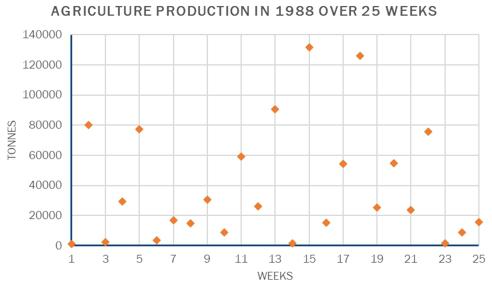 AGRICULTURE PRODUCTION IN 1988 OVER 25 WEEKS
140000
120000
100000
80000
60000
40000
20000
0
TONNES
1 3 5 7 9 11 13 15 17 19 21 23 25
WEEKS